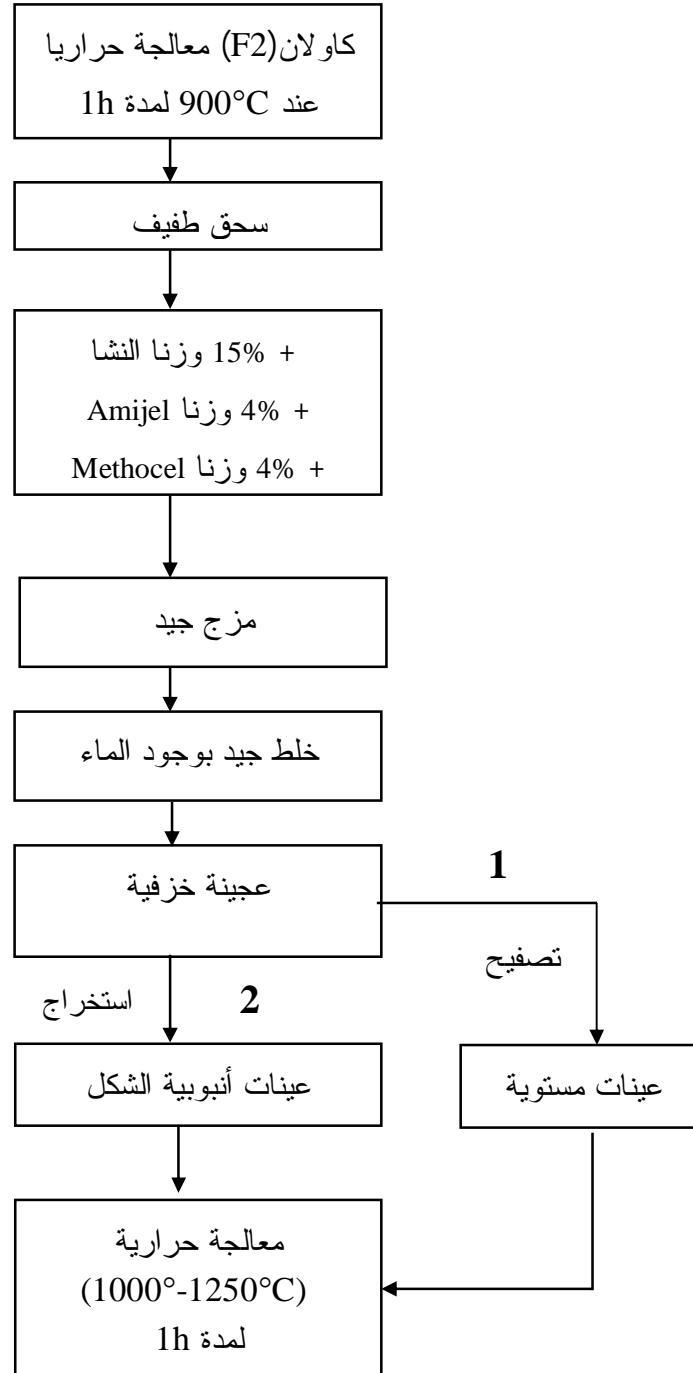 كاولان(F2) معالجة حراريا
عند 900°C لمدة 1h
سحق طفيف
+ 15% وزنا النشا
+ 4% وزنا Amijel
+ 4% وزنا Methocel
مزج جيد
خلط جيد بوجود الماء
عجينة خزفية
1
تصفيح
استخراج
2
عينات أنبوبية الشكل
عينات مستوية
معالجة حرارية
(1000°-1250°C)
لمدة 1h